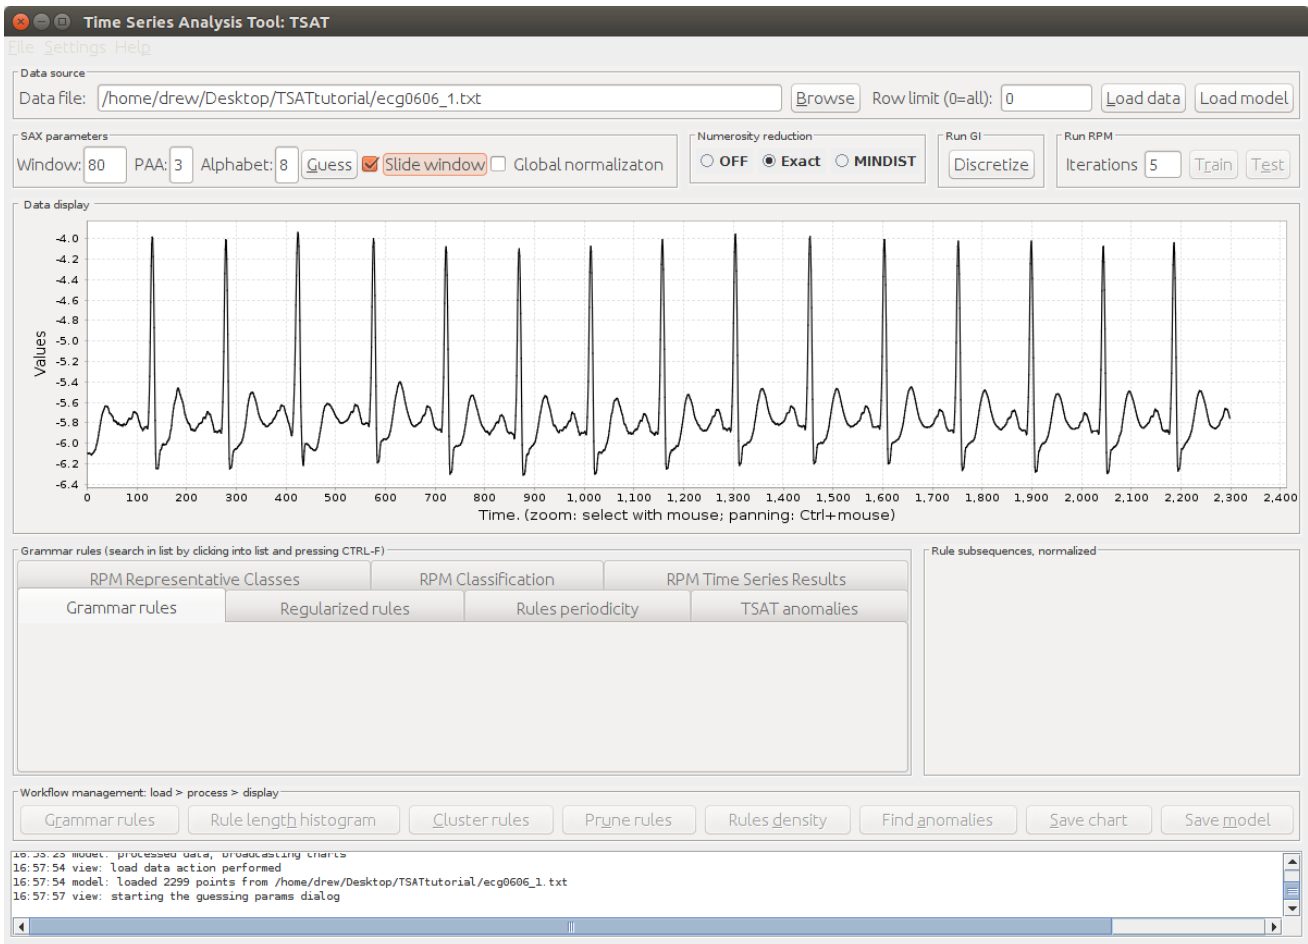 Time Series Analysis Tool: TSAT
File Settings Help
Data source
Data file: /home/drew/Desktop/TSATtutorial/ecg0606_1.txt Browse Row limit (0=all): 0 Load data Load model
SAX parameters Numerosity reduction Run GI Run RPM
Window: 80 PAA: 3 Alphabet: 8 Guess Slide window Global normalizaton OFF Exact MINDIST Discretize Iterations 5 Train Test
Data display
Values
-4.0
-4.2
-4.4
-4.6
-4.8
-5.0
-5.2
-5.4
-5.6
-5.8
-6.0
-6.2
-6.4
0 100 200 300 400 500 600 700 800 900 1,000 1,100 1,200 1,300 1,400 1,500 1,600 1,700 1,800 1,900 2,000 2,100 2,200 2,300 2,400
Time. (zoom: select with mouse; panning: Ctrl+mouse)
Grammar rules (search in list by clicking into list and pressing CTRL-F) Rule subsequences, normalized
RPM Representative Classes RPM Classification RPM Time Series Results
Grammar rules Regularized rules Rules periodicity TSAT anomalies
Workflow management: load > process > display
Grammar rules Rule length histogram Cluster rules Prune rules Rules density Find anomalies Save chart Save model
16:53:23 model: processed data, broadcasting charts
16:57:54 view: load data action performed
16:57:54 model: loaded 2299 points from /home/drew/Desktop/TSATtutorial/ecg0606_1.txt
16:57:57 view: starting the guessing params dialog